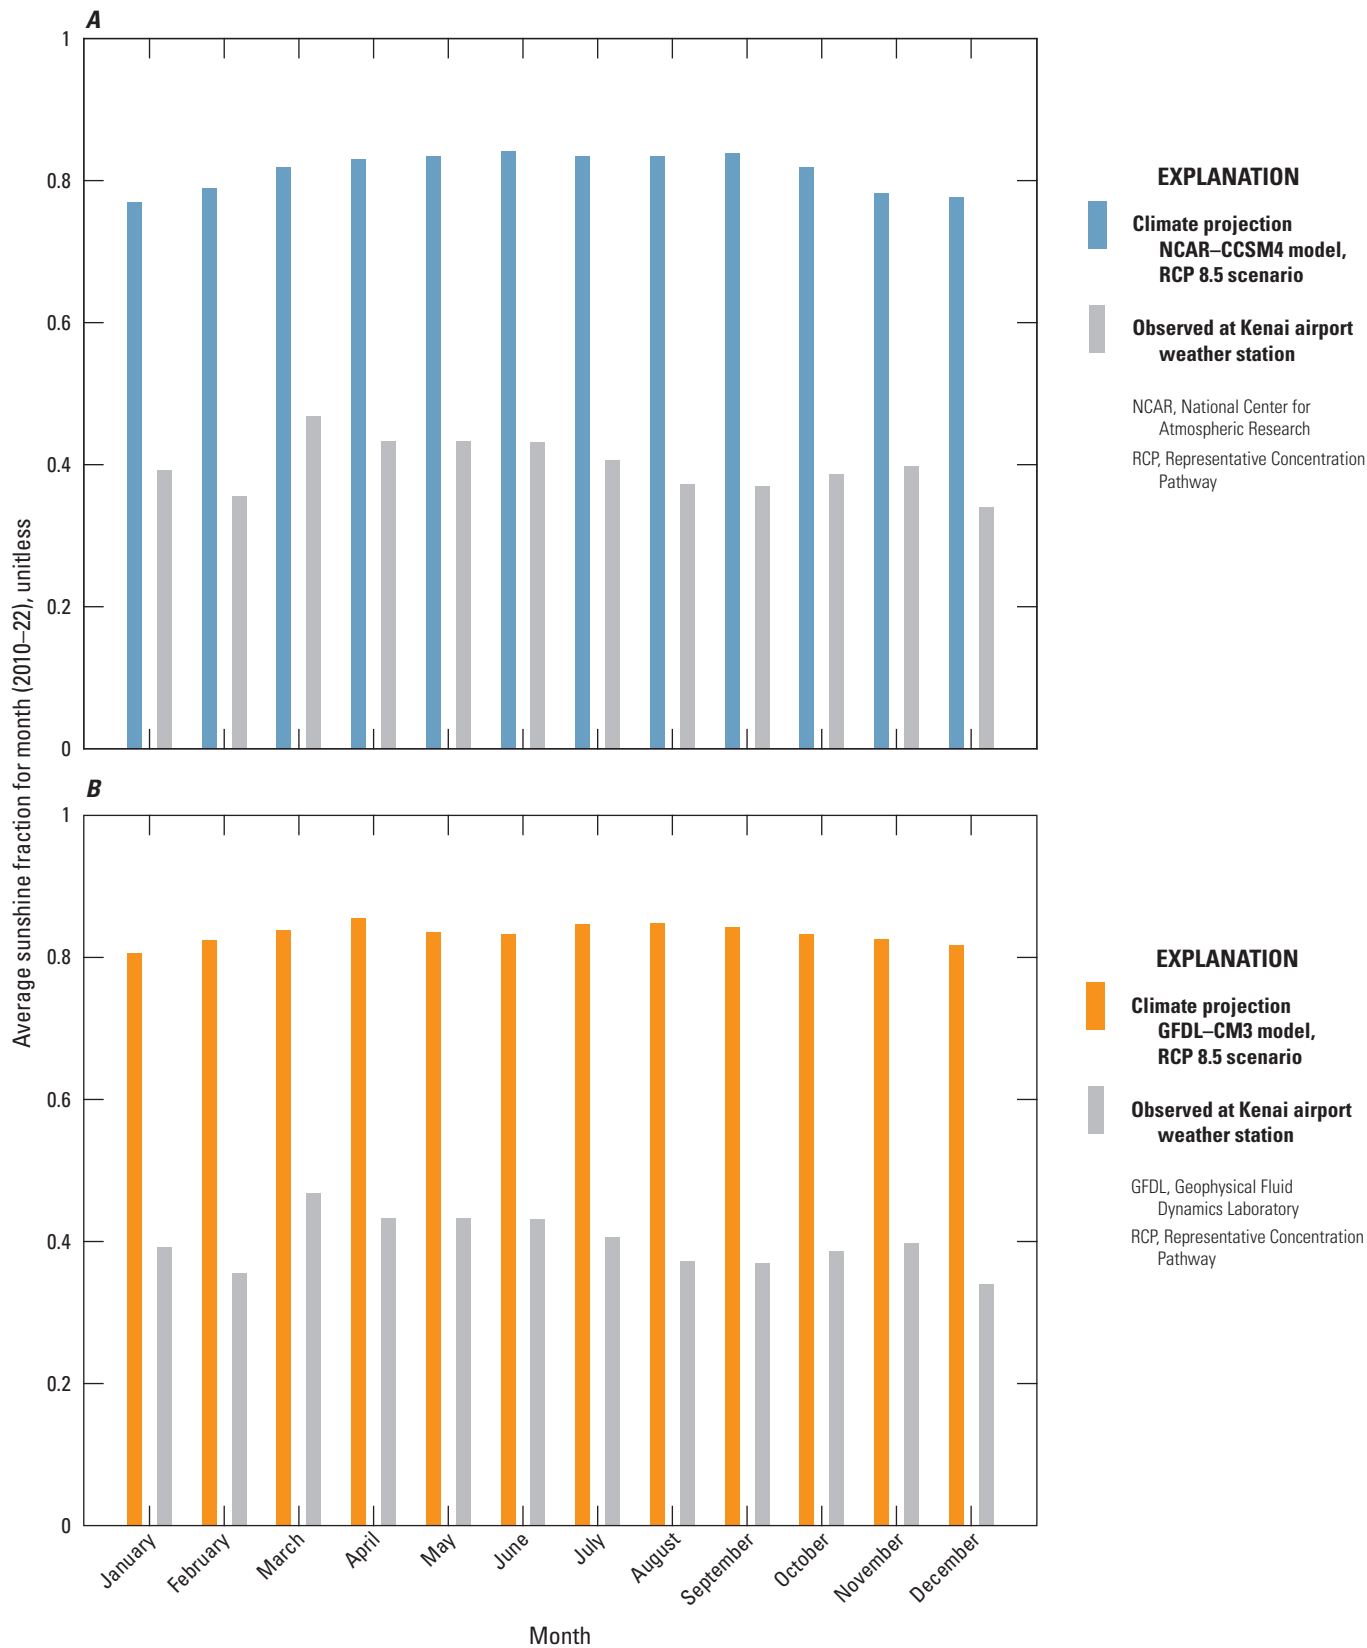 A
1
0.8
0.6
0.4
0.2
0
EXPLANATION
Climate projection
NCAR–CCSM4 model,
RCP 8.5 scenario
Observed at Kenai airport
weather station
NCAR, National Center for
Atmospheric Research
RCP, Representative Concentration
Pathway
Average sunshine fraction for month (2010–22), unitless
B
1
0.8
0.6
0.4
0.2
0
EXPLANATION
Climate projection
GFDL–CM3 model,
RCP 8.5 scenario
Observed at Kenai airport
weather station
GFDL, Geophysical Fluid
Dynamics Laboratory
RCP, Representative Concentration
Pathway
January
February
March
April
May
June
July
August
September
October
November
December
Month